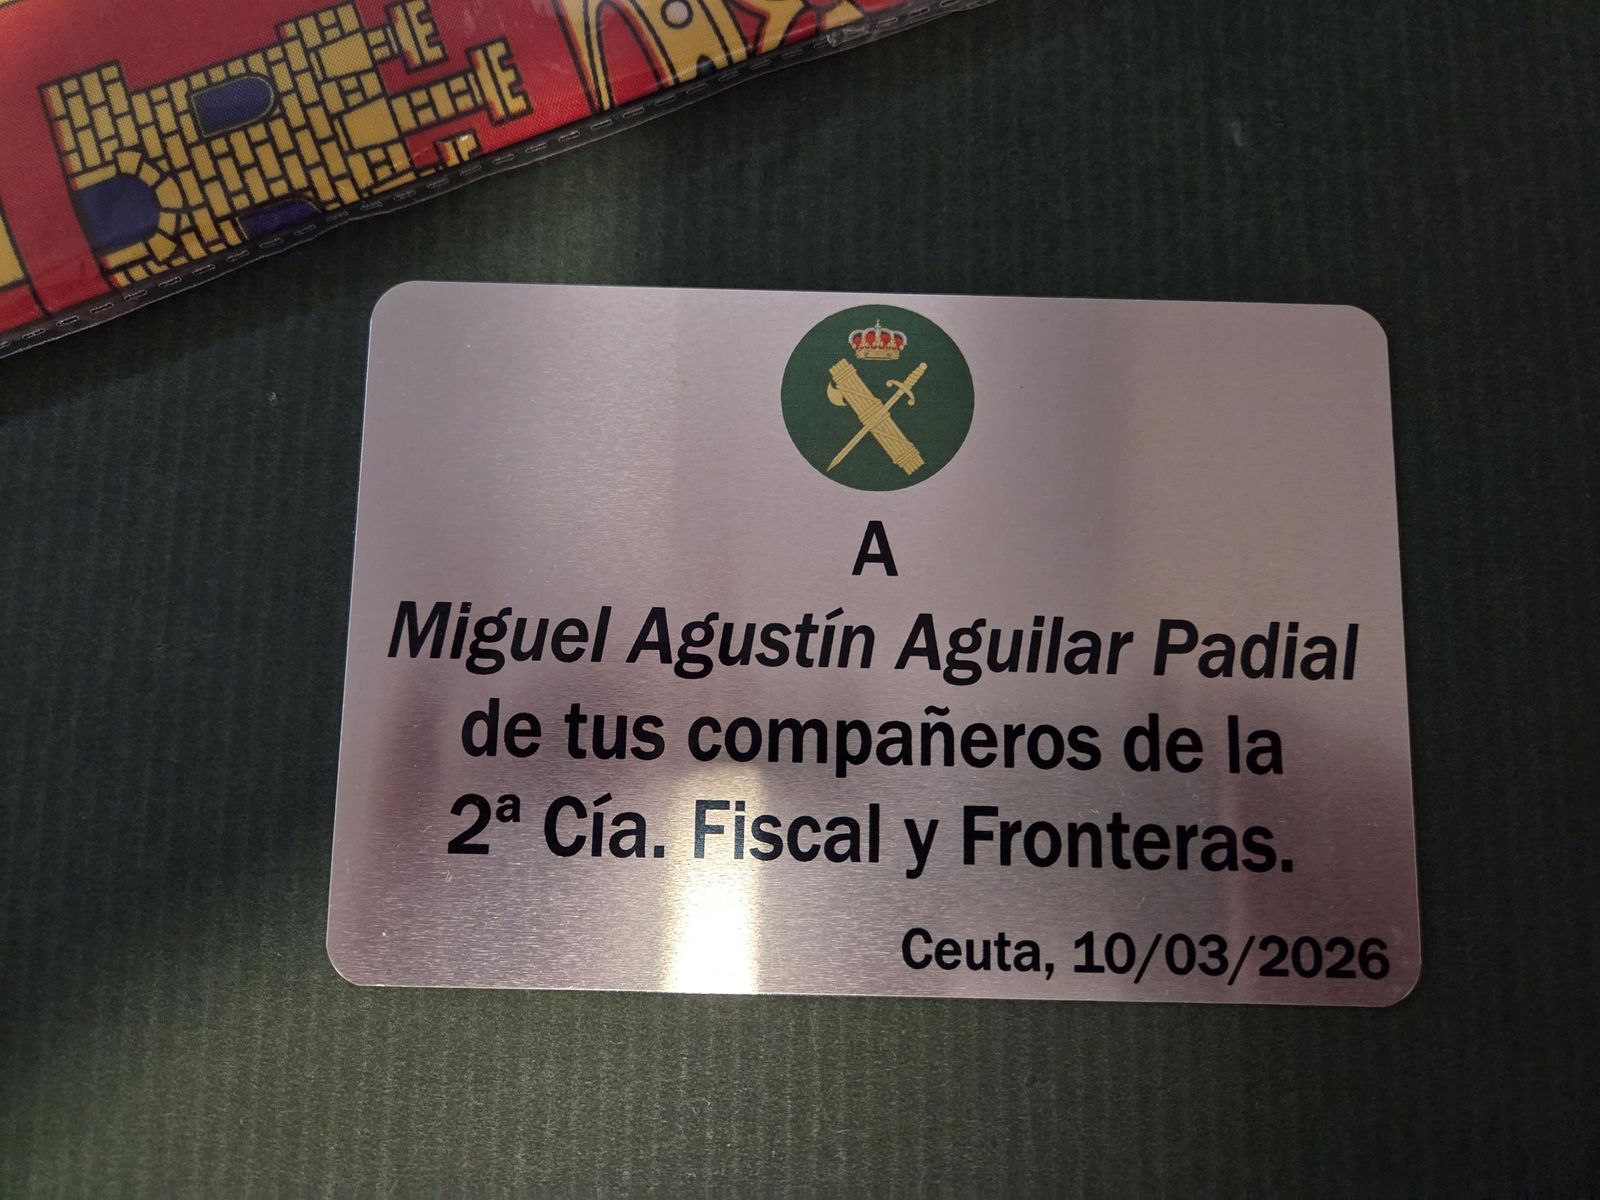 A
Miguel Agustín Aguilar Padial
de tus compañeros de la
2ª Cía. Fiscal y Fronteras.
Ceuta, 10/03/2026